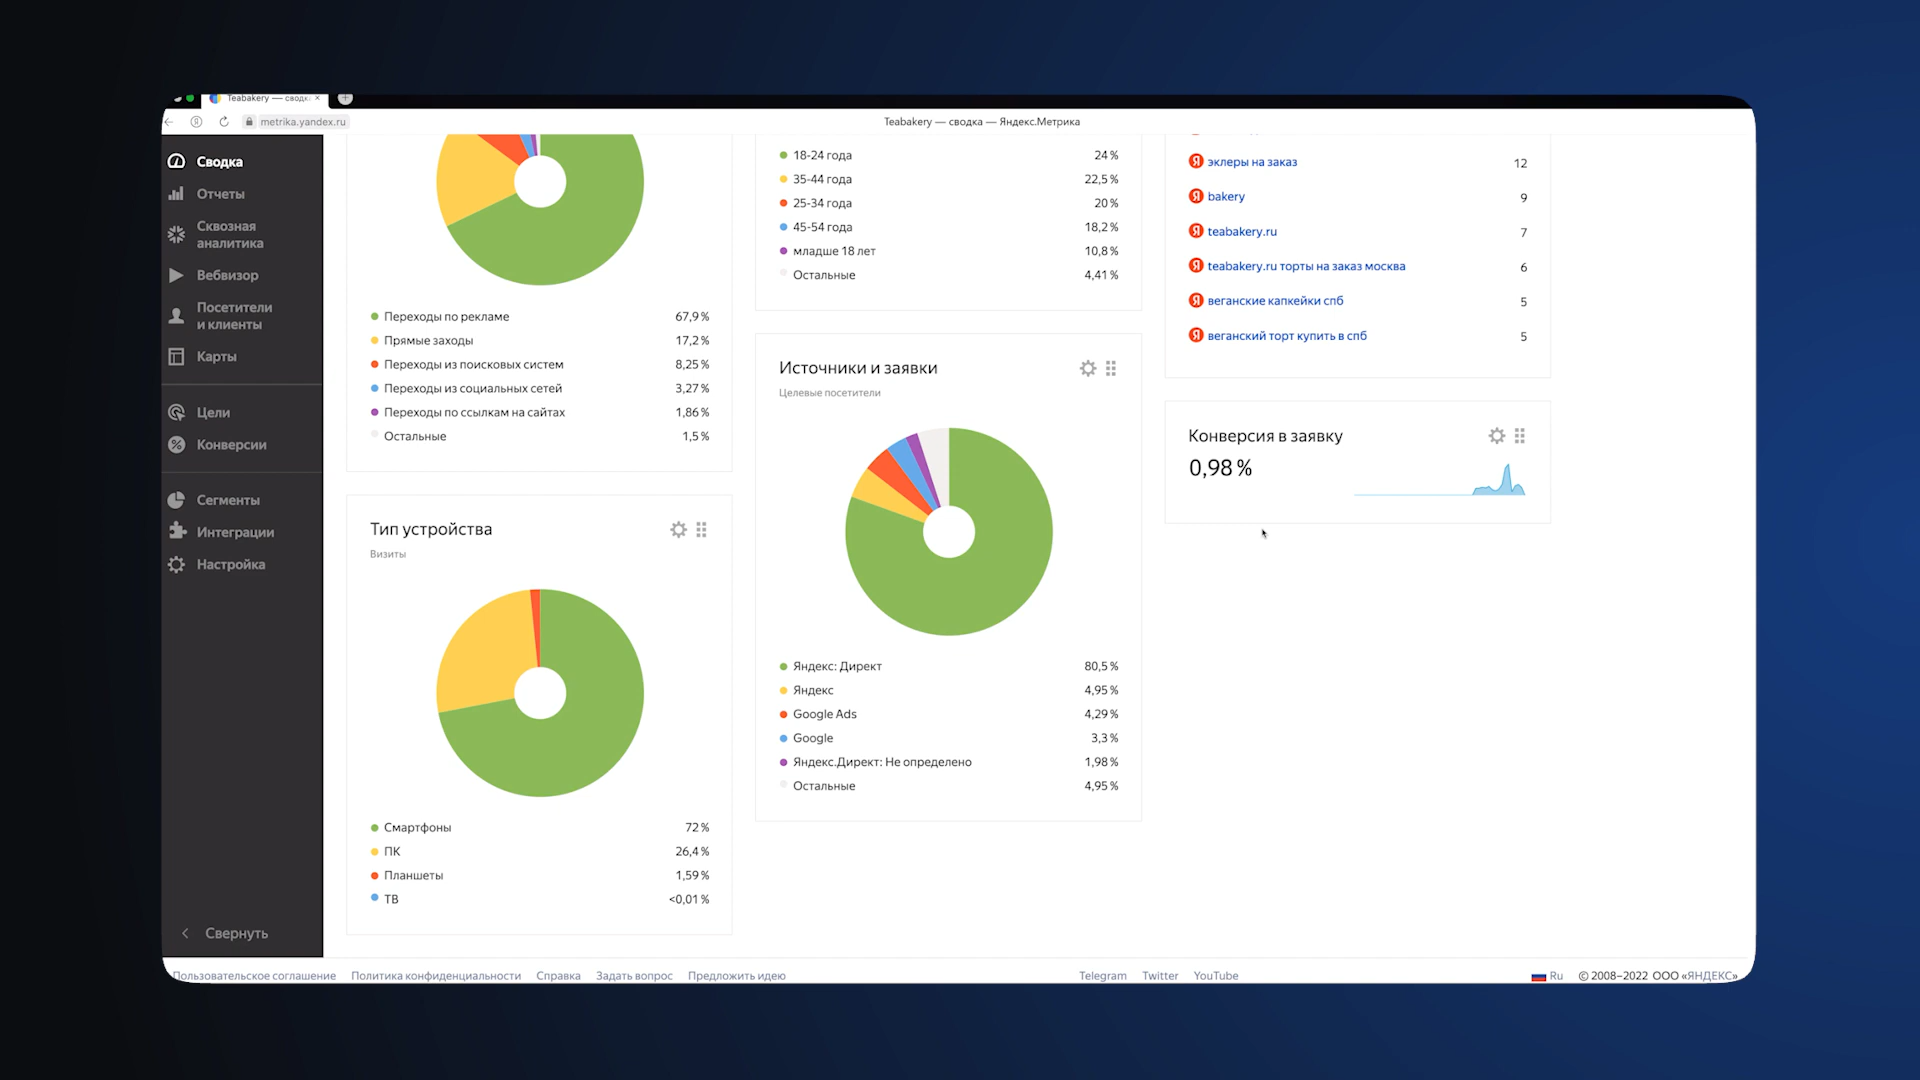 Teabakery — сводк
metrika.yandex.ru
Teabakery — сводка — Яндекс.Метрика
Сводка
Отчеты
Сквозная
аналитика
Вебвизор
Посетители
и клиенты
Карты
Цели
Конверсии
Сегменты
Интеграции
Настройка
Свернуть
Переходы по рекламе 67,9 %
Прямые заходы 17,2 %
Переходы из поисковых систем 8,25 %
Переходы из социальных сетей 3,27 %
Переходы по ссылкам на сайтах 1,86 %
Остальные 1,5 %
Тип устройства
Визиты
Смартфоны 72 %
ПК 26,4 %
Планшеты 1,59 %
ТВ <0,01 %
18-24 года 24 %
35-44 года 22,5 %
25-34 года 20 %
45-54 года 18,2 %
младше 18 лет 10,8 %
Остальные 4,41 %
Источники и заявки
Целевые посетители
Яндекс: Директ 80,5 %
Яндекс 4,95 %
Google Ads 4,29 %
Google 3,3 %
Яндекс.Директ: Не определено 1,98 %
Остальные 4,95 %
Я эклеры на заказ 12
Я bakery 9
Я teabakery.ru 7
Я teabakery.ru торты на заказ москва 6
Я веганские капкейки спб 5
Я веганский торт купить в спб 5
Конверсия в заявку
0,98 %
Пользовательское соглашение Политика конфиденциальности Справка Задать вопрос Предложить идею Telegram Twitter YouTube Ru © 2008–2022 ООО «ЯНДЕКС»